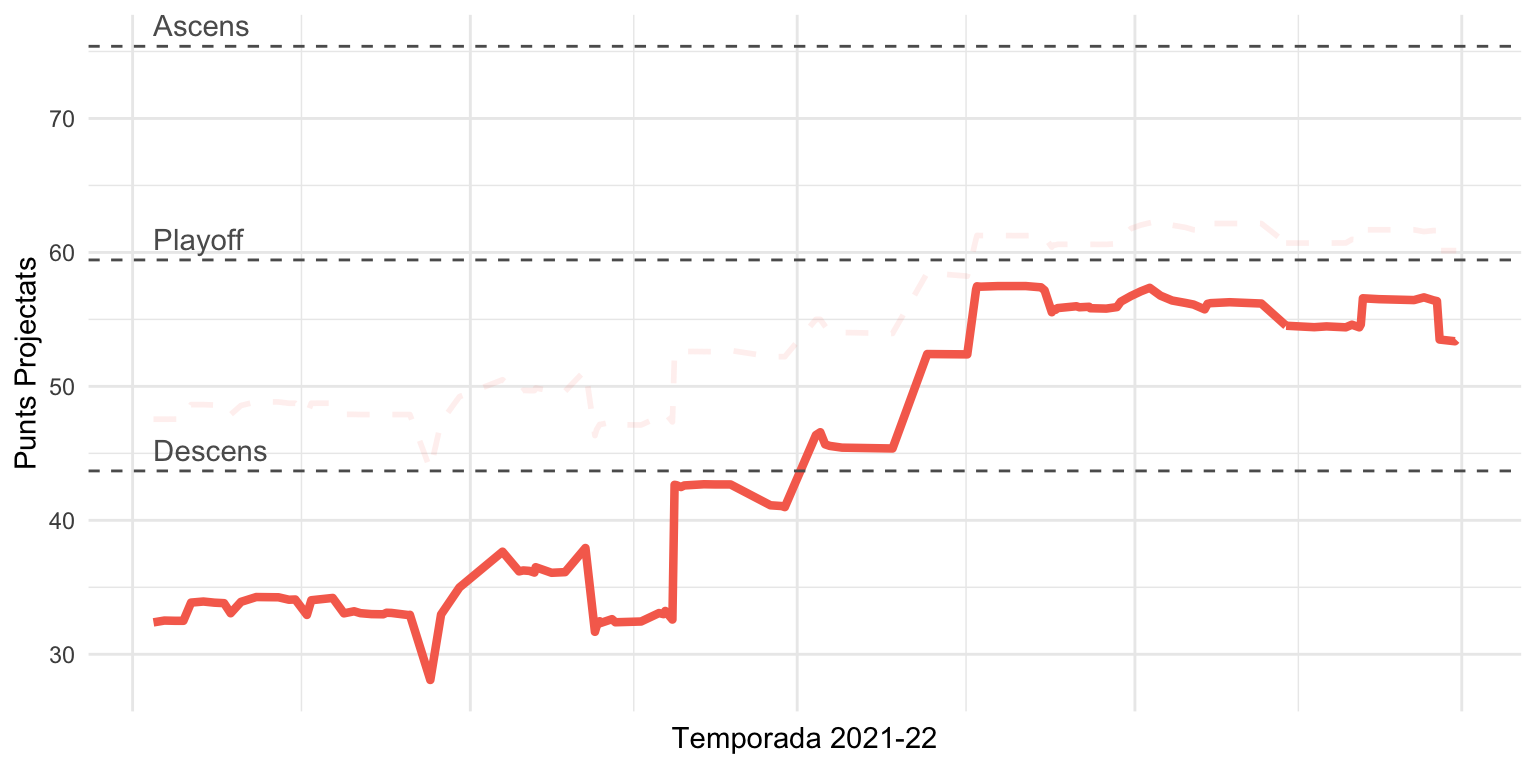 Ascens
70
Playoff
60
50
Descens
40
30
Punts Projectats
Temporada 2021-22